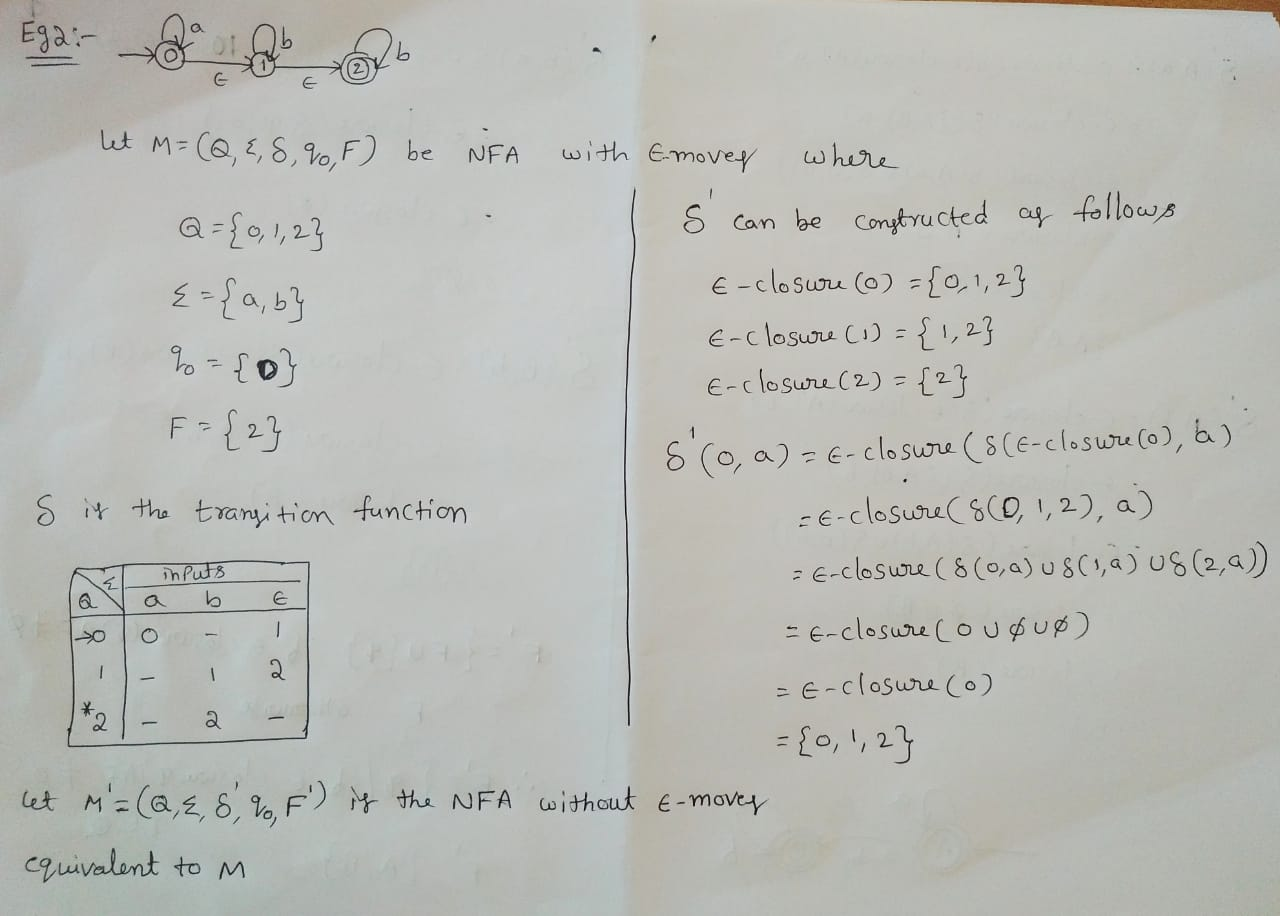 Eg2:-
a b b
0 1 2
ϵ ϵ
let M=(Q,Σ,δ,q₀,F) be NFA with ϵ-moves where
Q={0,1,2}
Σ={a,b}
q₀={0}
F={2}
δ is the transition function
Σ inputs
Q a b ϵ
→0 0 - 1
1 - 1 2
*2 - 2 -
let M'=(Q,Σ,δ',q₀,F') is the NFA without ϵ-moves
equivalent to M
δ' can be constructed as follows
ϵ-closure(0)={0,1,2}
ϵ-closure(1)={1,2}
ϵ-closure(2)={2}
δ'(0,a)=ϵ-closure(δ(ϵ-closure(0), a)
=ϵ-closure(δ(0,1,2),a)
=ϵ-closure(δ(0,a)∪δ(1,a)∪δ(2,a))
=ϵ-closure(0∪ϕ∪ϕ)
=ϵ-closure(0)
={0,1,2}